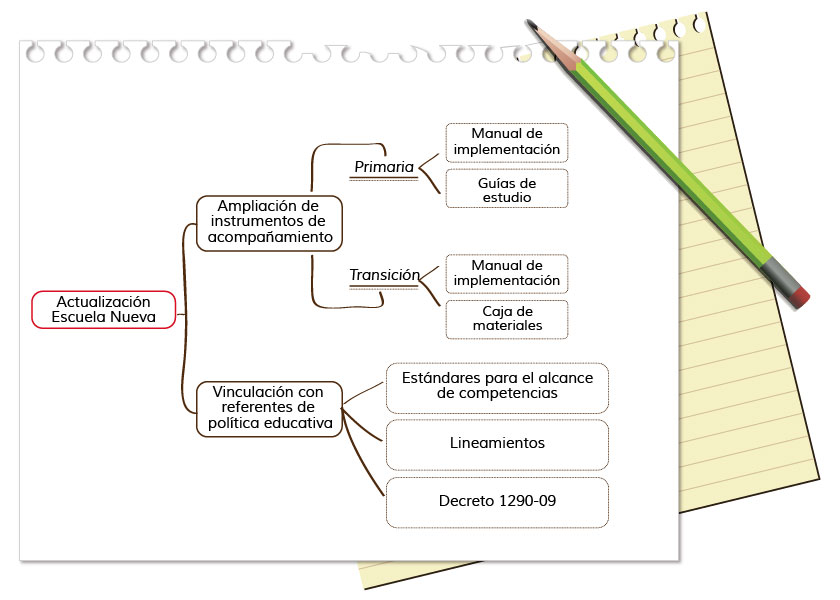 Actualización
Escuela Nueva
Ampliación de
instrumentos de
acompañamiento
Primaria
Manual de
implementación
Guías de
estudio
Transición
Manual de
implementación
Caja de
materiales
Vinculación con
referentes de
política educativa
Estándares para el alcance
de competencias
Lineamientos
Decreto 1290-09